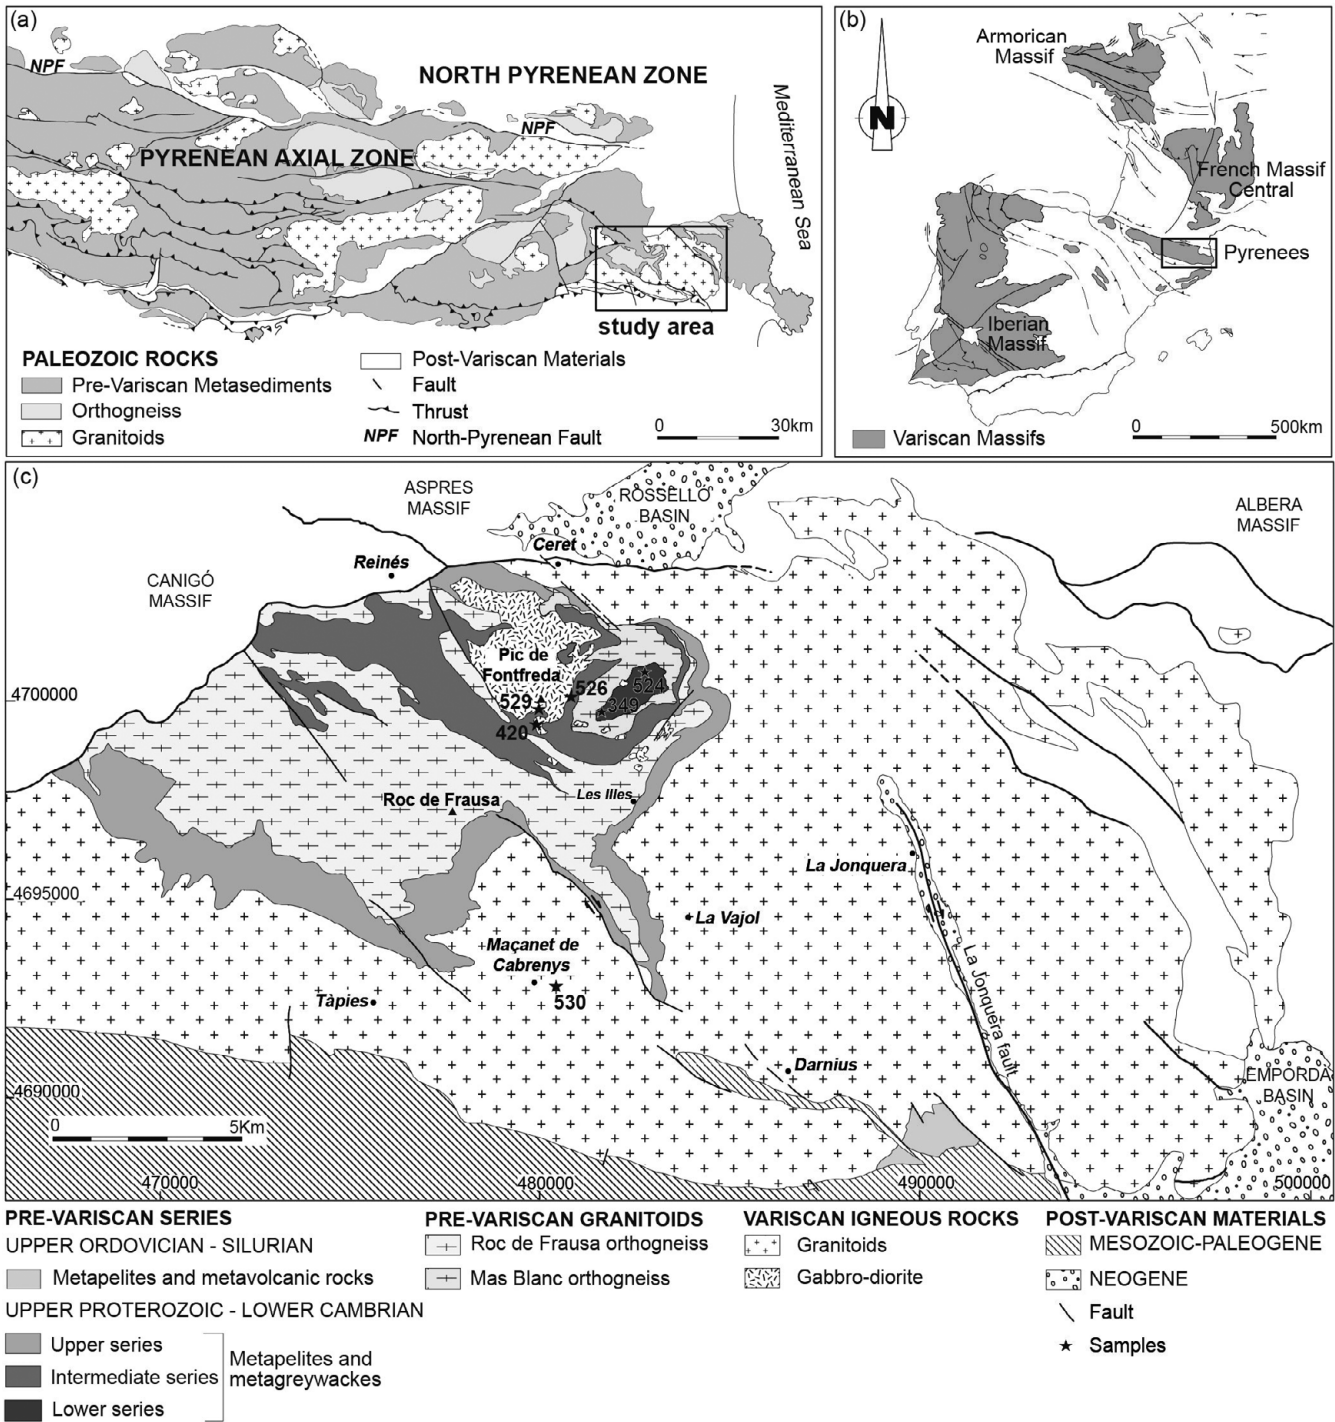 (a)
NPF
NORTH PYRENEAN ZONE
NPF
PYRENEAN AXIAL ZONE
Mediterranean Sea
study area
PALEOZOIC ROCKS
Pre-Variscan Metasediments
Orthogneiss
Granitoids
Post-Variscan Materials
Fault
Thrust
NPF North-Pyrenean Fault
0 30km
(b)
Armorican
Massif
N
French Massif
Central
Pyrenees
Iberian
Massif
Variscan Massifs
0 500km
(c)
ASPRES
MASSIF
ROSSELLÓ
BASIN
ALBERA
MASSIF
Ceret
Reinés
CANIGÓ
MASSIF
Pic de
Fontfreda
4700000
526
524
529
349
420
Les Illes
Roc de Frausa
La Jonquera
4695000
La Vajol
Maçanet de
Cabrenys
530
Tàpies
La Jonquera fault
Darnius
EMPORDÀ
BASIN
4690000
0 5Km
470000
480000
490000
500000
PRE-VARISCAN SERIES
UPPER ORDOVICIAN - SILURIAN
Metapelites and metavolcanic rocks
UPPER PROTEROZOIC - LOWER CAMBRIAN
Upper series
Intermediate series
Lower series
Metapelites and
metagreywackes
PRE-VARISCAN GRANITOIDS
Roc de Frausa orthogneiss
Mas Blanc orthogneiss
VARISCAN IGNEOUS ROCKS
Granitoids
Gabbro-diorite
POST-VARISCAN MATERIALS
MESOZOIC-PALEOGENE
NEOGENE
Fault
Samples